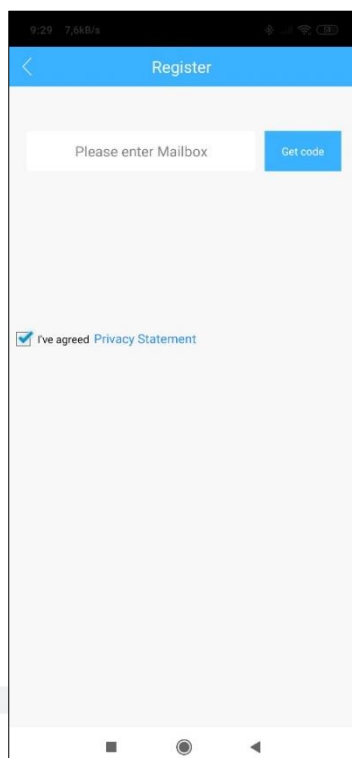 9:29 7,6kB/s
Register
Please enter Mailbox
Get code
I've agreed Privacy Statement